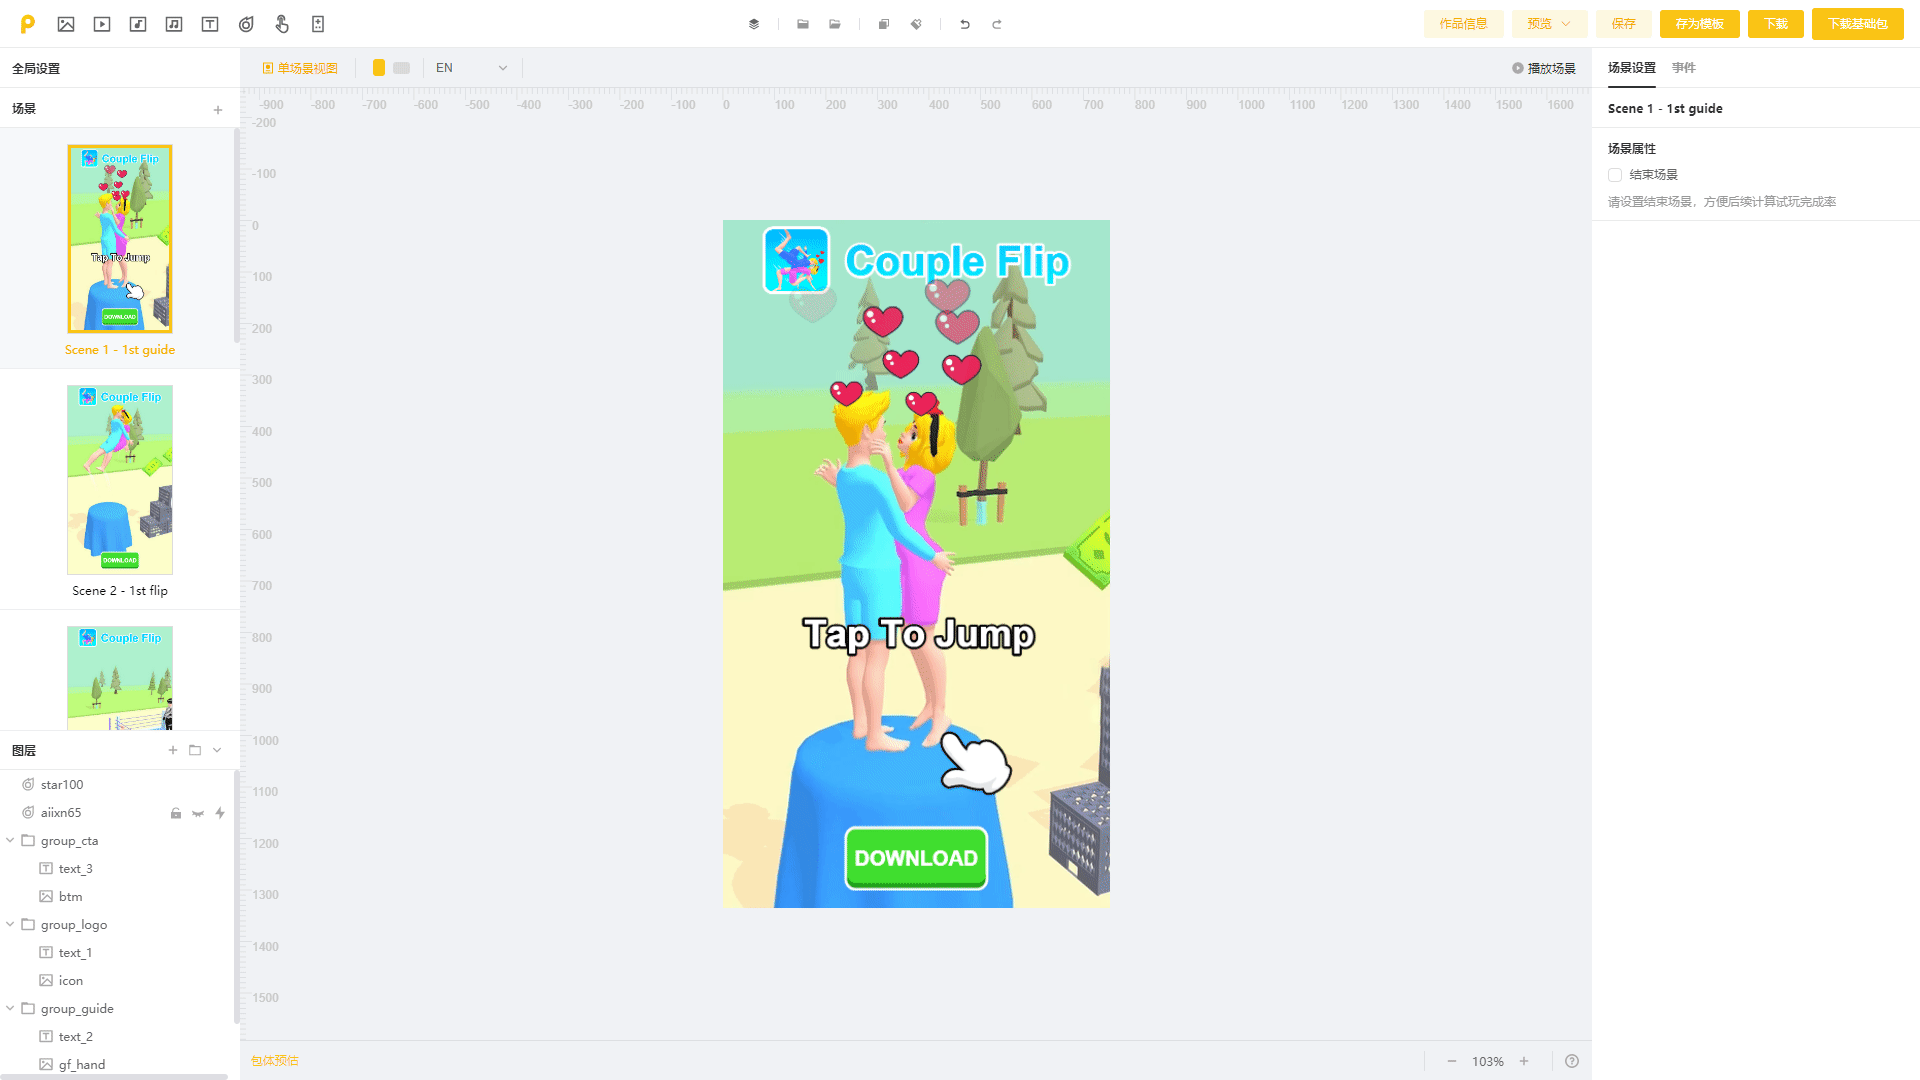 作品信息
预览
保存
存为模板
下载
下载基础包
全局设置
单场景视图
EN
播放场景
场景设置
事件
场景
-900
-800
-700
-600
-500
-400
-300
-200
-100
0
100
200
300
400
500
600
700
800
900
1000
1100
1200
1300
1400
1500
1600
Scene 1 - 1st guide
场景属性
结束场景
请设置结束场景，方便后续计算试玩完成率
-200
-100
0
100
200
300
400
500
600
700
800
900
1000
1100
1200
1300
1400
1500
Couple Flip
Tap To Jump
DOWNLOAD
Scene 1 - 1st guide
Couple Flip
DOWNLOAD
Scene 2 - 1st flip
Couple Flip
Couple Flip
Tap To Jump
DOWNLOAD
图层
star100
aiixn65
group_cta
text_3
btm
group_logo
text_1
icon
group_guide
text_2
gf_hand
包体预估
103%